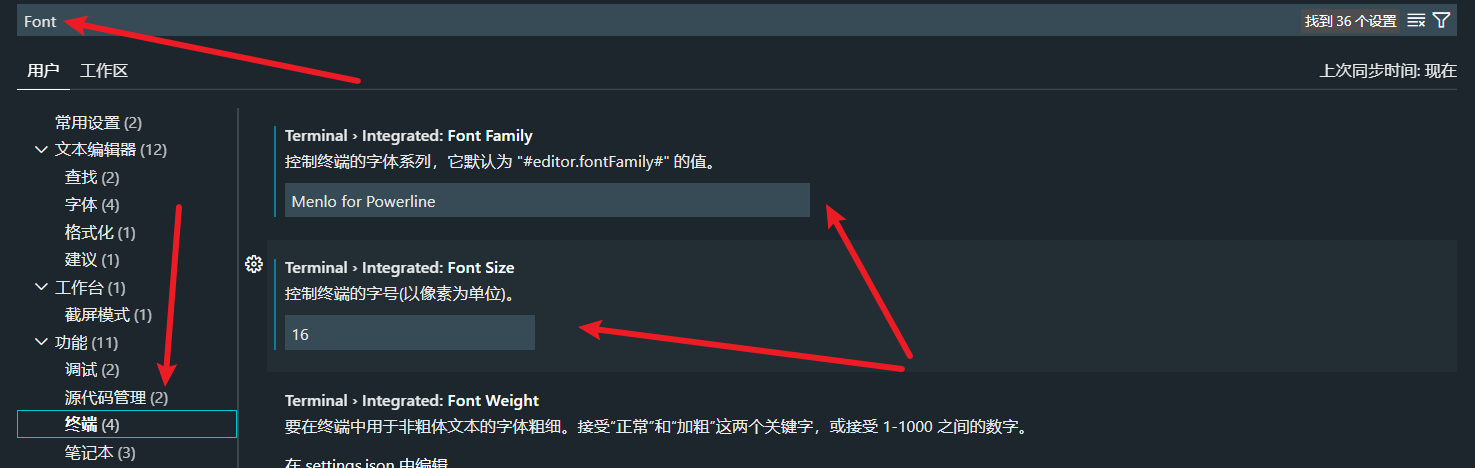 Font
找到 36 个设置
用户 工作区
上次同步时间: 现在
常用设置 (2)
文本编辑器 (12)
查找 (2)
字体 (4)
格式化 (1)
建议 (1)
工作台 (1)
截屏模式 (1)
功能 (11)
调试 (2)
源代码管理 (2)
终端 (4)
笔记本 (3)
Terminal › Integrated: Font Family
控制终端的字体系列，它默认为 "#editor.fontFamily#" 的值。
Menlo for Powerline
Terminal › Integrated: Font Size
控制终端的字号(以像素为单位)。
16
Terminal › Integrated: Font Weight
要在终端中用于非粗体文本的字体粗细。接受“正常”和“加粗”这两个关键字，或接受 1-1000 之间的数字。
在 settings.json 中编辑